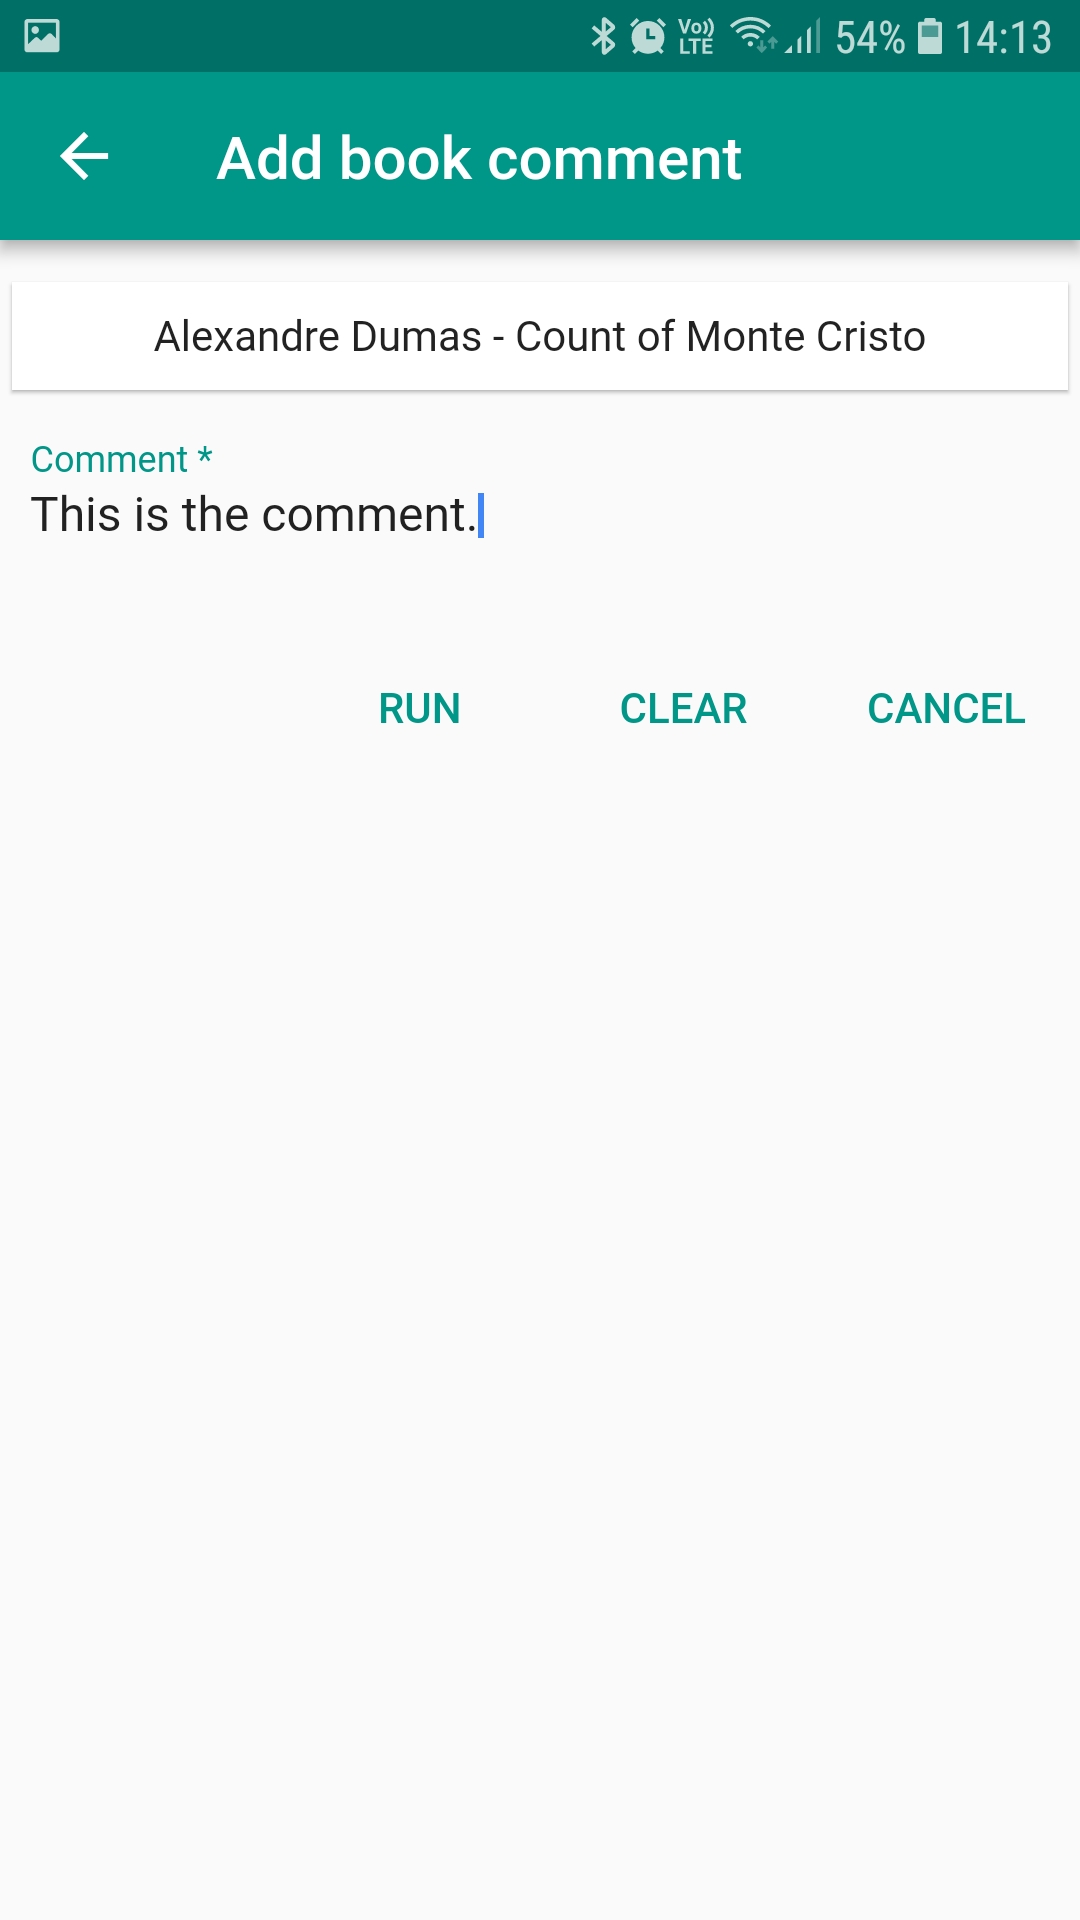 Vo)) LTE 54% 14:13
Add book comment
Alexandre Dumas - Count of Monte Cristo
Comment *
This is the comment.
RUN CLEAR CANCEL